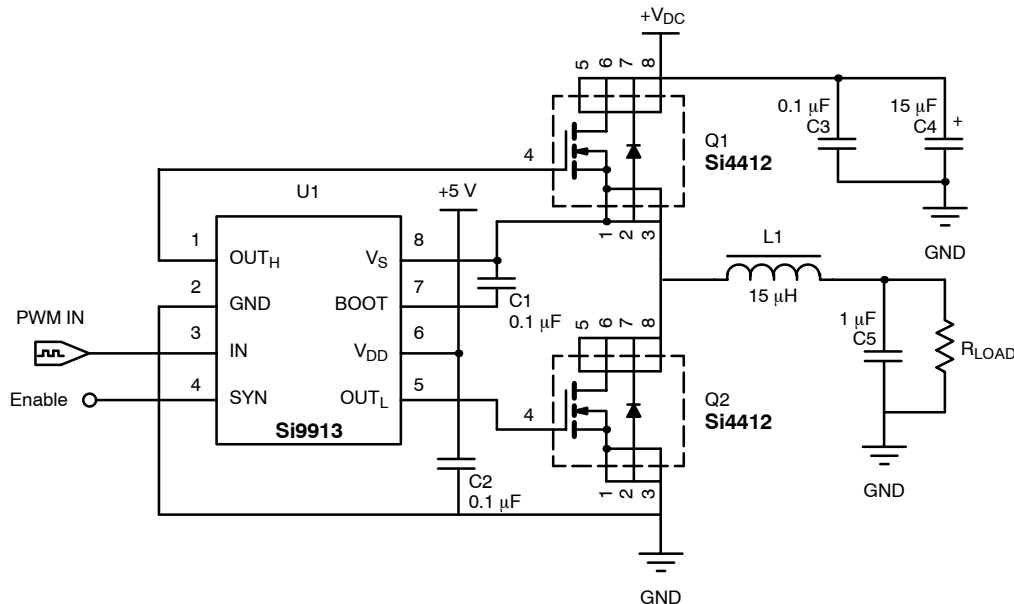 +VDC
5 6 7 8
0.1 μF
C3
15 μF
C4
+
Q1
Si4412
4
U1
+5 V
1 2 3
GND
1
OUTH
VS
8
2
GND
BOOT
7
C1
0.1 μF
L1
15 μH
PWM IN
3
IN
VDD
6
5 6 7 8
1 μF
C5
RLOAD
Enable
4
SYN
OUTL
5
Si9913
4
Q2
Si4412
C2
0.1 μF
1 2 3
GND
GND